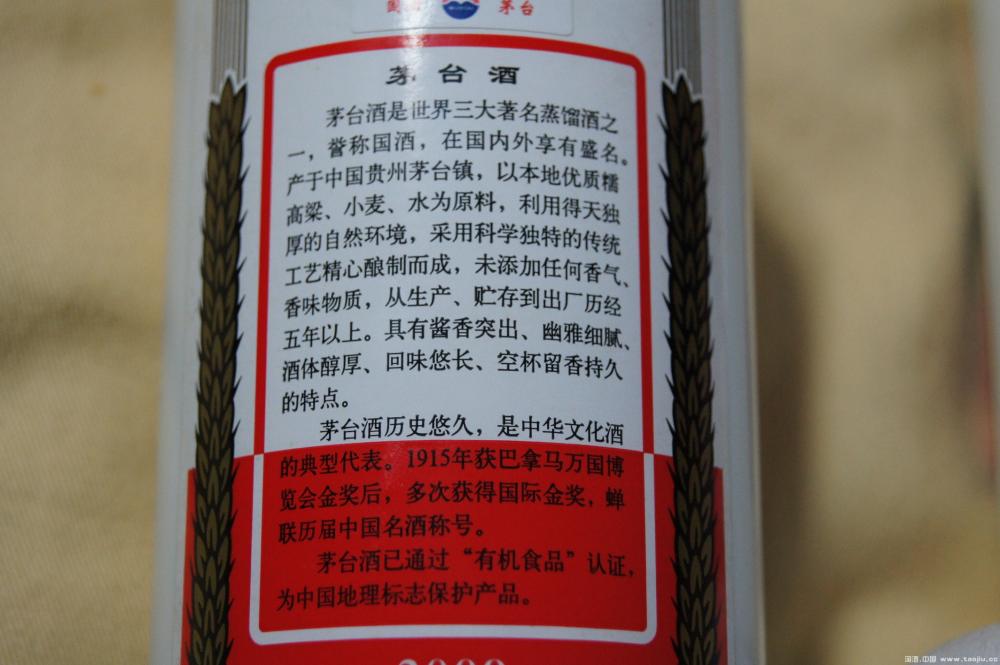 茅台
茅台酒
茅台酒是世界三大著名蒸馏酒之
一，誉称国酒，在国内外享有盛名。
产于中国贵州茅台镇，以本地优质糯
高粱、小麦、水为原料，利用得天独
厚的自然环境，采用科学独特的传统
工艺精心酿制而成，未添加任何香气、
香味物质，从生产、贮存到出厂历经
五年以上。具有酱香突出、幽雅细腻、
酒体醇厚、回味悠长、空杯留香持久
的特点。
茅台酒历史悠久，是中华文化酒
的典型代表。1915年获巴拿马万国博
览会金奖后，多次获得国际金奖，蝉
联历届中国名酒称号。
茅台酒已通过“有机食品”认证，
为中国地理标志保护产品。
国酒.中国 www.taojiu.cc